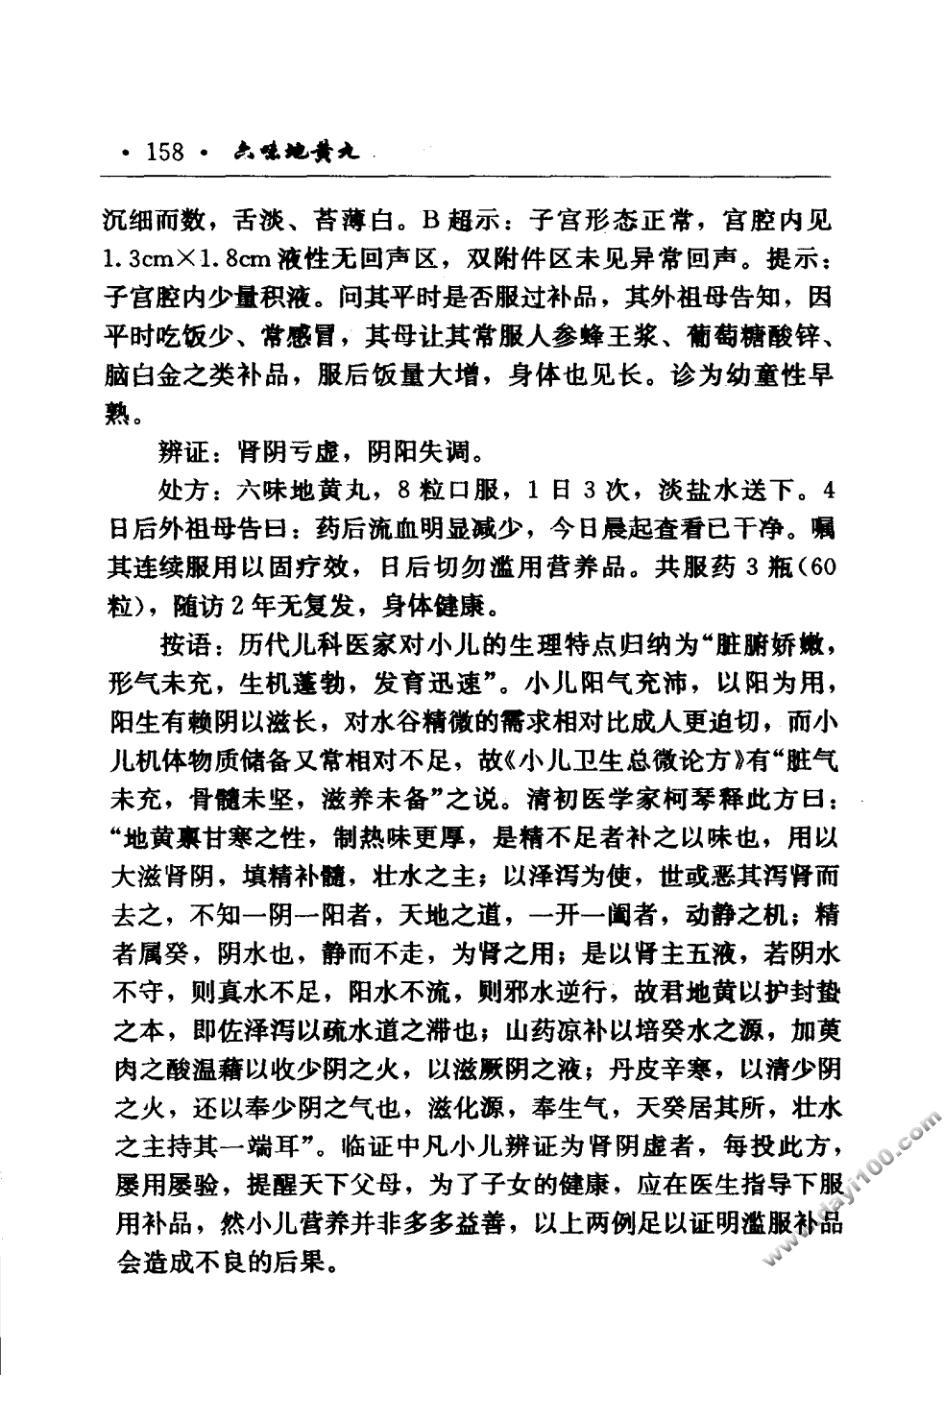 · 158 · 六味地黄丸
沉细而数，舌淡、苔薄白。B 超示：子宫形态正常，宫腔内见
1.3cm×1.8cm 液性无回声区，双附件区未见异常回声。提示：
子宫腔内少量积液。问其平时是否服过补品，其外祖母告知，因
平时吃饭少、常感冒，其母让其常服人参蜂王浆、葡萄糖酸锌、
脑白金之类补品，服后饭量大增，身体也见长。诊为幼童性早
熟。
辨证：肾阴亏虚，阴阳失调。
处方：六味地黄丸，8 粒口服，1 日 3 次，淡盐水送下。4
日后外祖母告曰：药后流血明显减少，今日晨起查看已干净。嘱
其连续服用以固疗效，日后切勿滥用营养品。共服药 3 瓶(60
粒)，随访 2 年无复发，身体健康。
按语：历代儿科医家对小儿的生理特点归纳为“脏腑娇嫩，
形气未充，生机蓬勃，发育迅速”。小儿阳气充沛，以阳为用，
阳生有赖阴以滋长，对水谷精微的需求相对比成人更迫切，而小
儿机体物质储备又常相对不足，故《小儿卫生总微论方》有“脏气
未充，骨髓未坚，滋养未备”之说。清初医学家柯琴释此方曰：
“地黄禀甘寒之性，制热味更厚，是精不足者补之以味也，用以
大滋肾阴，填精补髓，壮水之主；以泽泻为使，世或恶其泻肾而
去之，不知一阴一阳者，天地之道，一开一阖者，动静之机；精
者属癸，阴水也，静而不走，为肾之用；是以肾主五液，若阴水
不守，则真水不足，阳水不流，则邪水逆行，故君地黄以护封蛰
之本，即佐泽泻以疏水道之滞也；山药凉补以培癸水之源，加萸
肉之酸温藉以收少阴之火，以滋厥阴之液；丹皮辛寒，以清少阴
之火，还以奉少阴之气也，滋化源，奉生气，天癸居其所，壮水
之主持其一端耳”。临证中凡小儿辨证为肾阴虚者，每投此方，
屡用屡验，提醒天下父母，为了子女的健康，应在医生指导下服
用补品，然小儿营养并非多多益善，以上两例足以证明滥服补品
会造成不良的后果。
www.dayi100.com